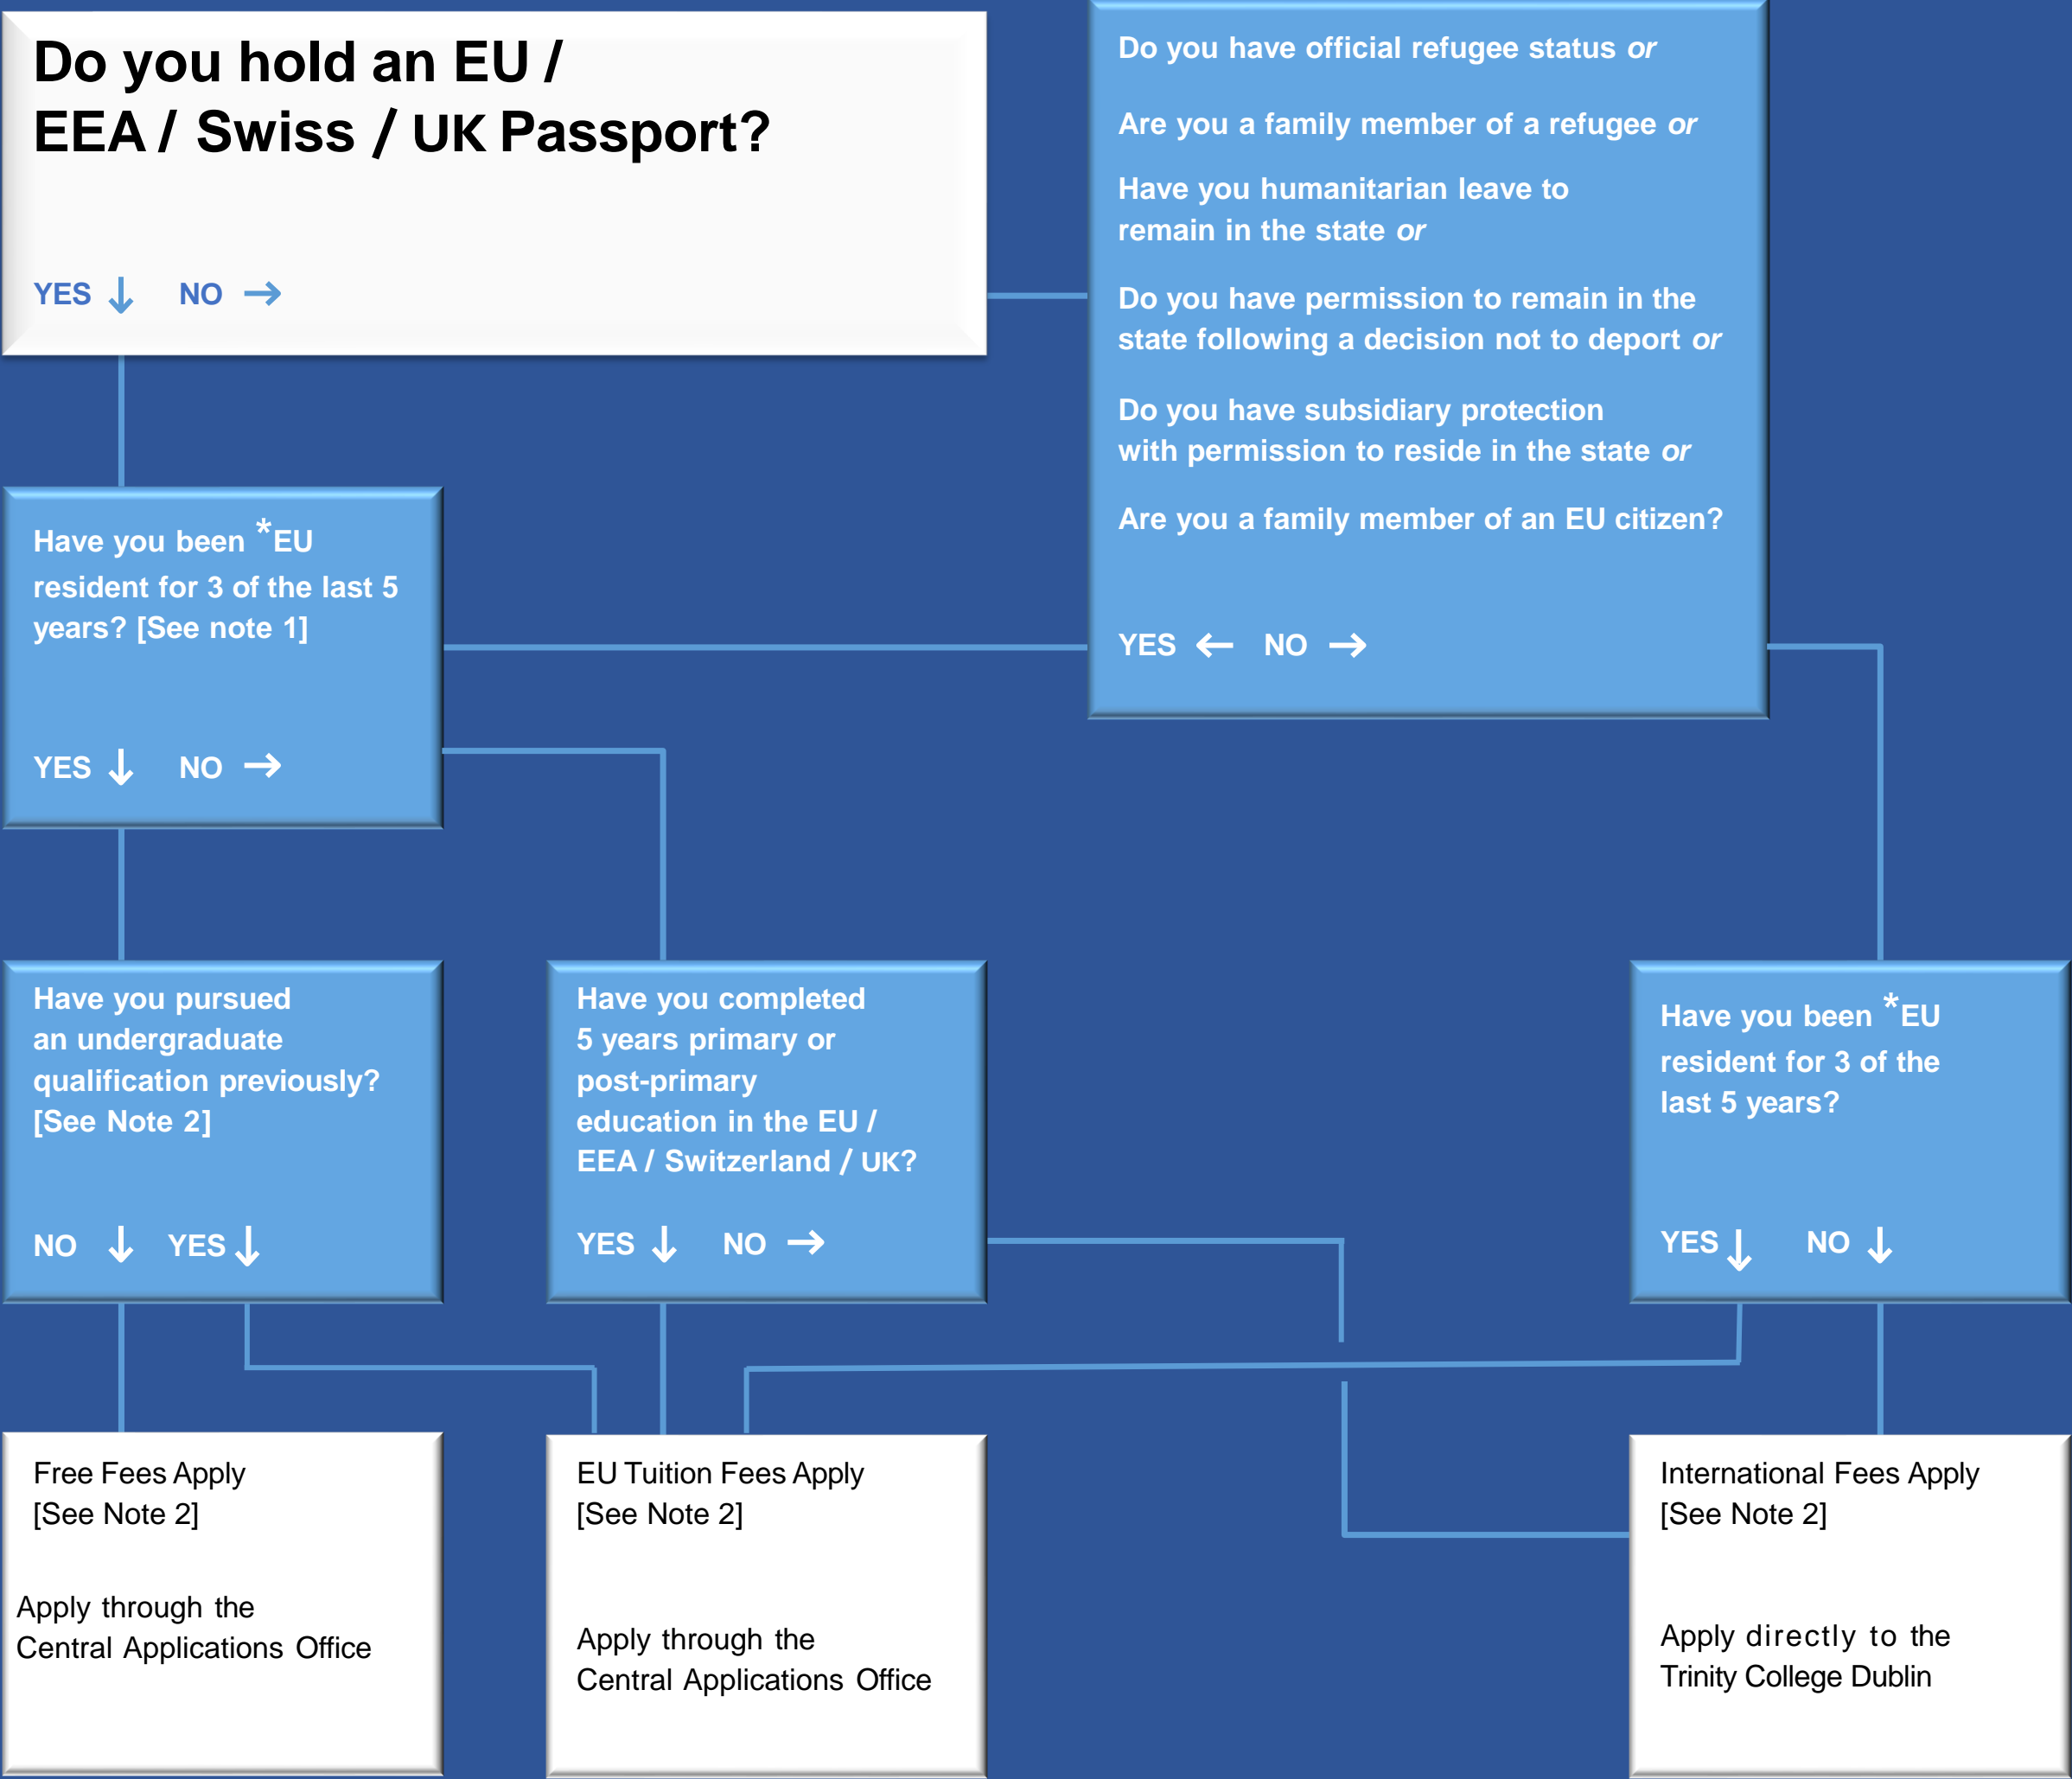 Do you hold an EU /
EEA / Swiss / UK Passport?
YES ↓ NO →
Do you have official refugee status or
Are you a family member of a refugee or
Have you humanitarian leave to
remain in the state or
Do you have permission to remain in the
state following a decision not to deport or
Do you have subsidiary protection
with permission to reside in the state or
Are you a family member of an EU citizen?
YES ← NO →
Have you been *EU
resident for 3 of the last 5
years? [See note 1]
YES ↓ NO →
Have you pursued
an undergraduate
qualification previously?
[See Note 2]
NO ↓ YES ↓
Have you completed
5 years primary or
post-primary
education in the EU /
EEA / Switzerland / UK?
YES ↓ NO →
Have you been *EU
resident for 3 of the
last 5 years?
YES ↓ NO ↓
Free Fees Apply
[See Note 2]
Apply through the
Central Applications Office
EU Tuition Fees Apply
[See Note 2]
Apply through the
Central Applications Office
International Fees Apply
[See Note 2]
Apply directly to the
Trinity College Dublin